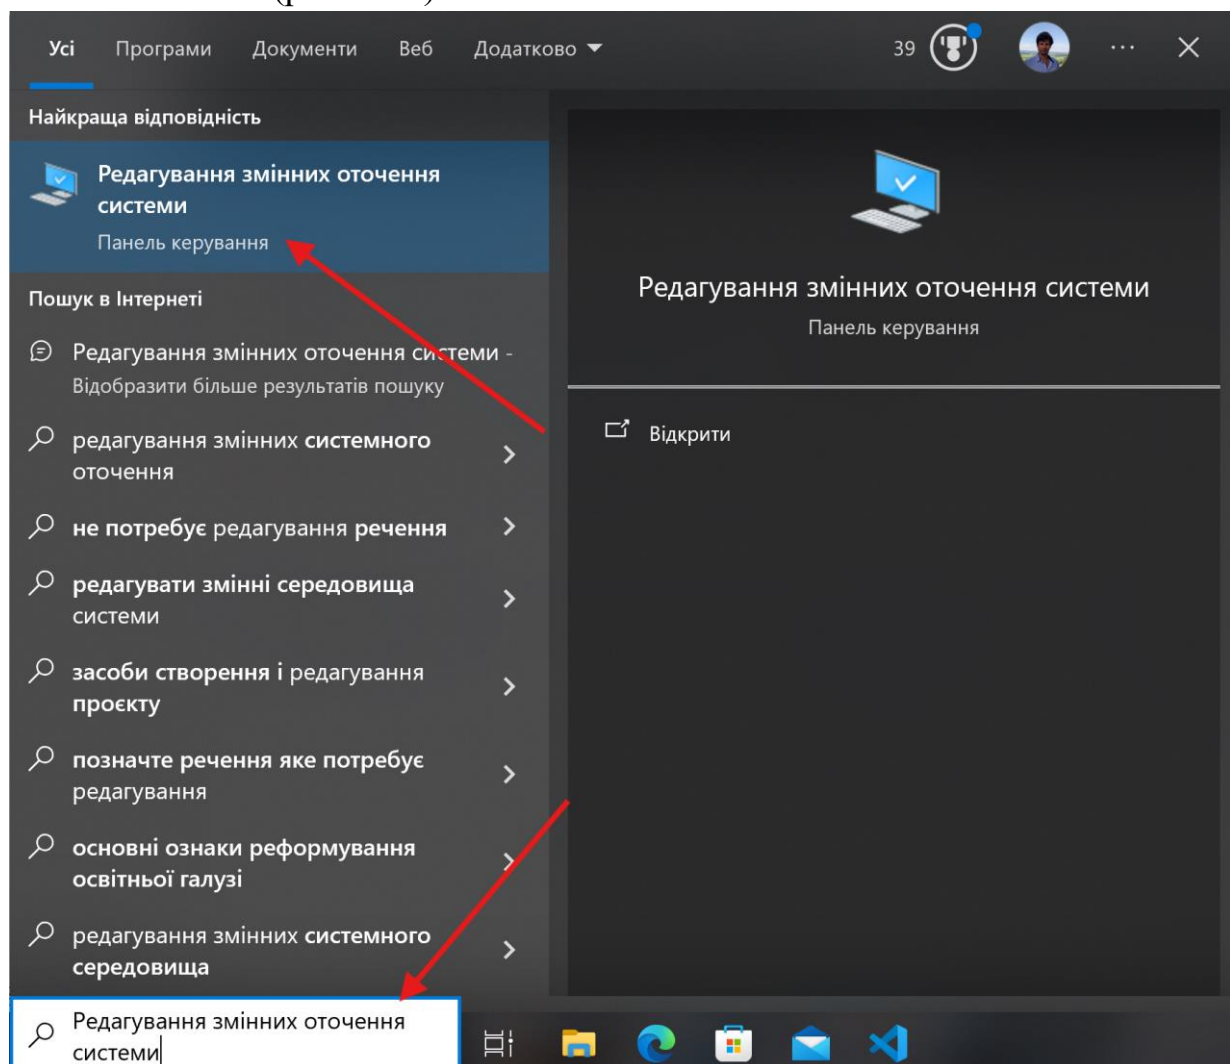 Усі Програми Документи Веб Додатково 39 ...
Найкраща відповідність
Редагування змінних оточення
системи
Панель керування
Пошук в Інтернеті
Редагування змінних оточення системи -
Відобразити більше результатів пошуку
редагування змінних системного
оточення
не потребує редагування речення
редагувати змінні середовища
системи
засоби створення і редагування
проєкту
позначте речення яке потребує
редагування
основні ознаки реформування
освітньої галузі
редагування змінних системного
середовища
Редагування змінних оточення
системи
Редагування змінних оточення системи
Панель керування
Відкрити